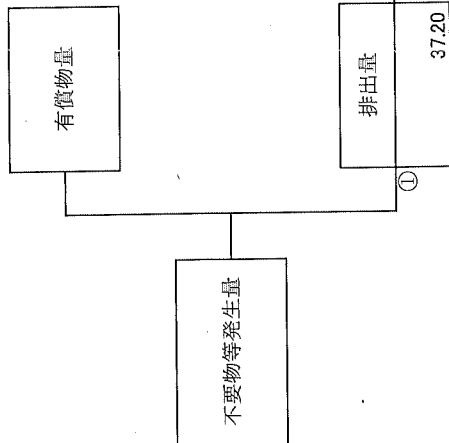 不要物等発生量
有償物量
①
排出量
37.20